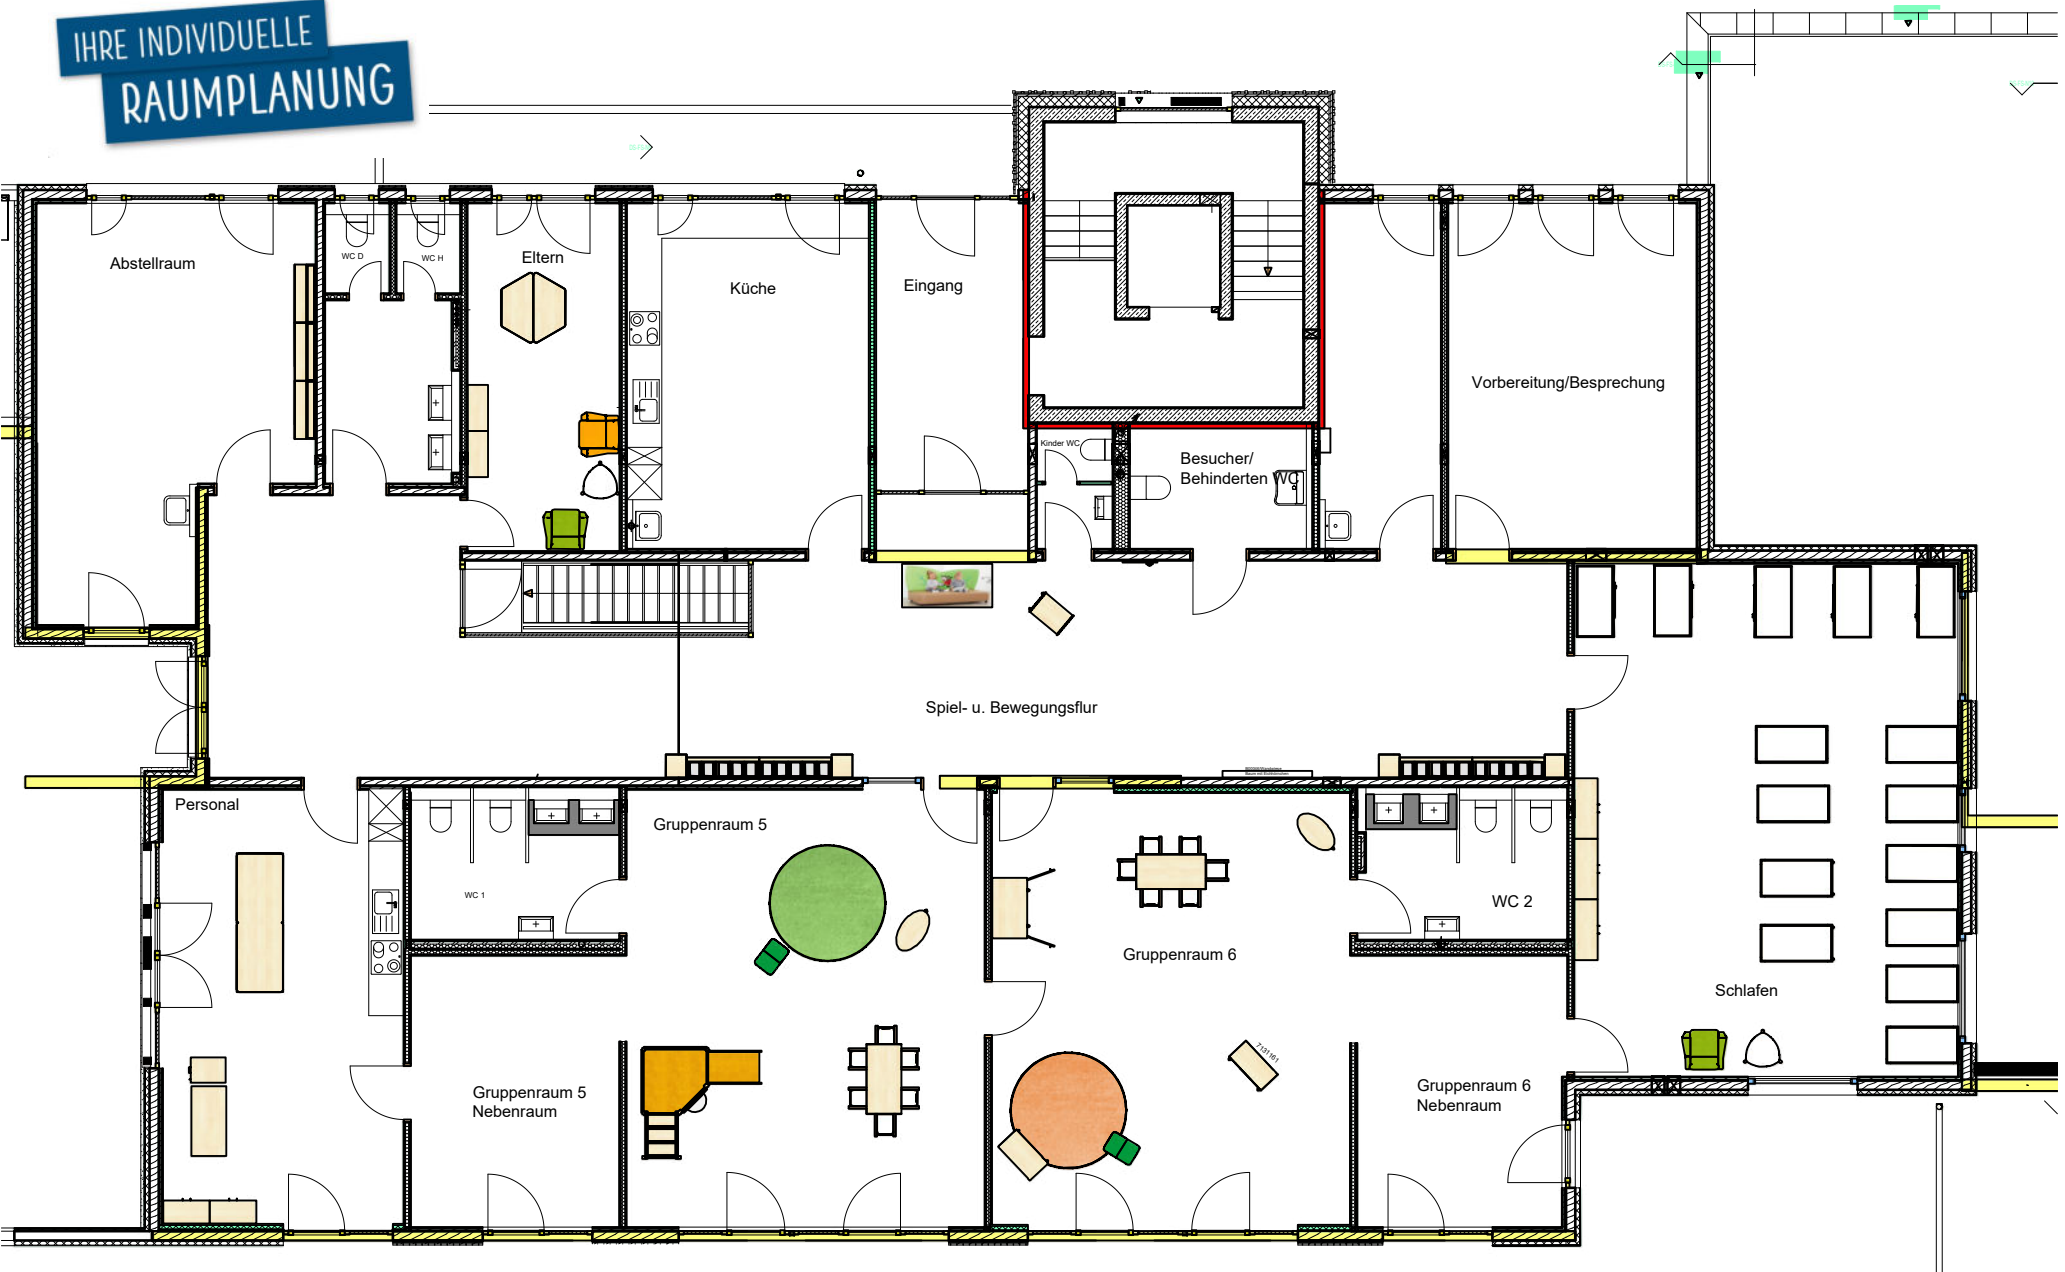 IHRE INDIVIDUELLE
RAUMPLANUNG
Abstellraum
WC D
WC H
Eltern
Küche
Eingang
Kinder WC
Besucher/
Behinderten WC
Vorbereitung/Besprechung
Spiel- u. Bewegungsflur
Personal
WC 1
Gruppenraum 5
Gruppenraum 6
WC 2
Schlafen
Gruppenraum 5
Nebenraum
7131161
Gruppenraum 6
Nebenraum